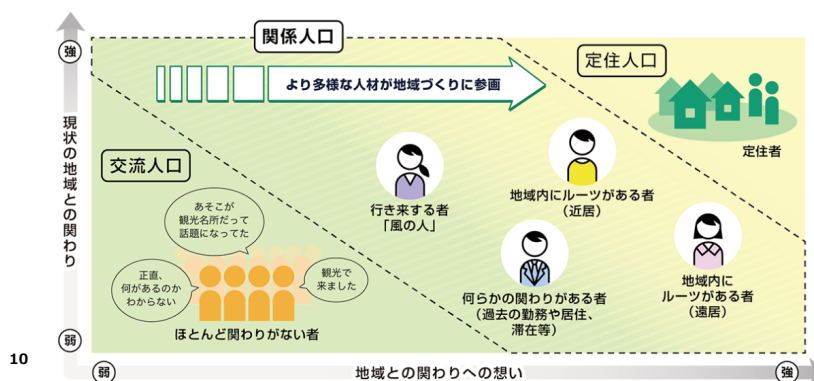 強
関係人口
定住人口
より多様な人材が地域づくりに参画
定住者
現状の地域との関わり
交流人口
あそこが
観光名所だって
話題になってた
正直、
何があるのか
わからない
観光で
来ました
ほとんど関わりがない者
行き来する者
「風の人」
地域内にルーツがある者
（近居）
何らかの関わりがある者
（過去の勤務や居住、
滞在等）
地域内に
ルーツがある者
（遠居）
弱
10
弱
地域との関わりへの想い
強